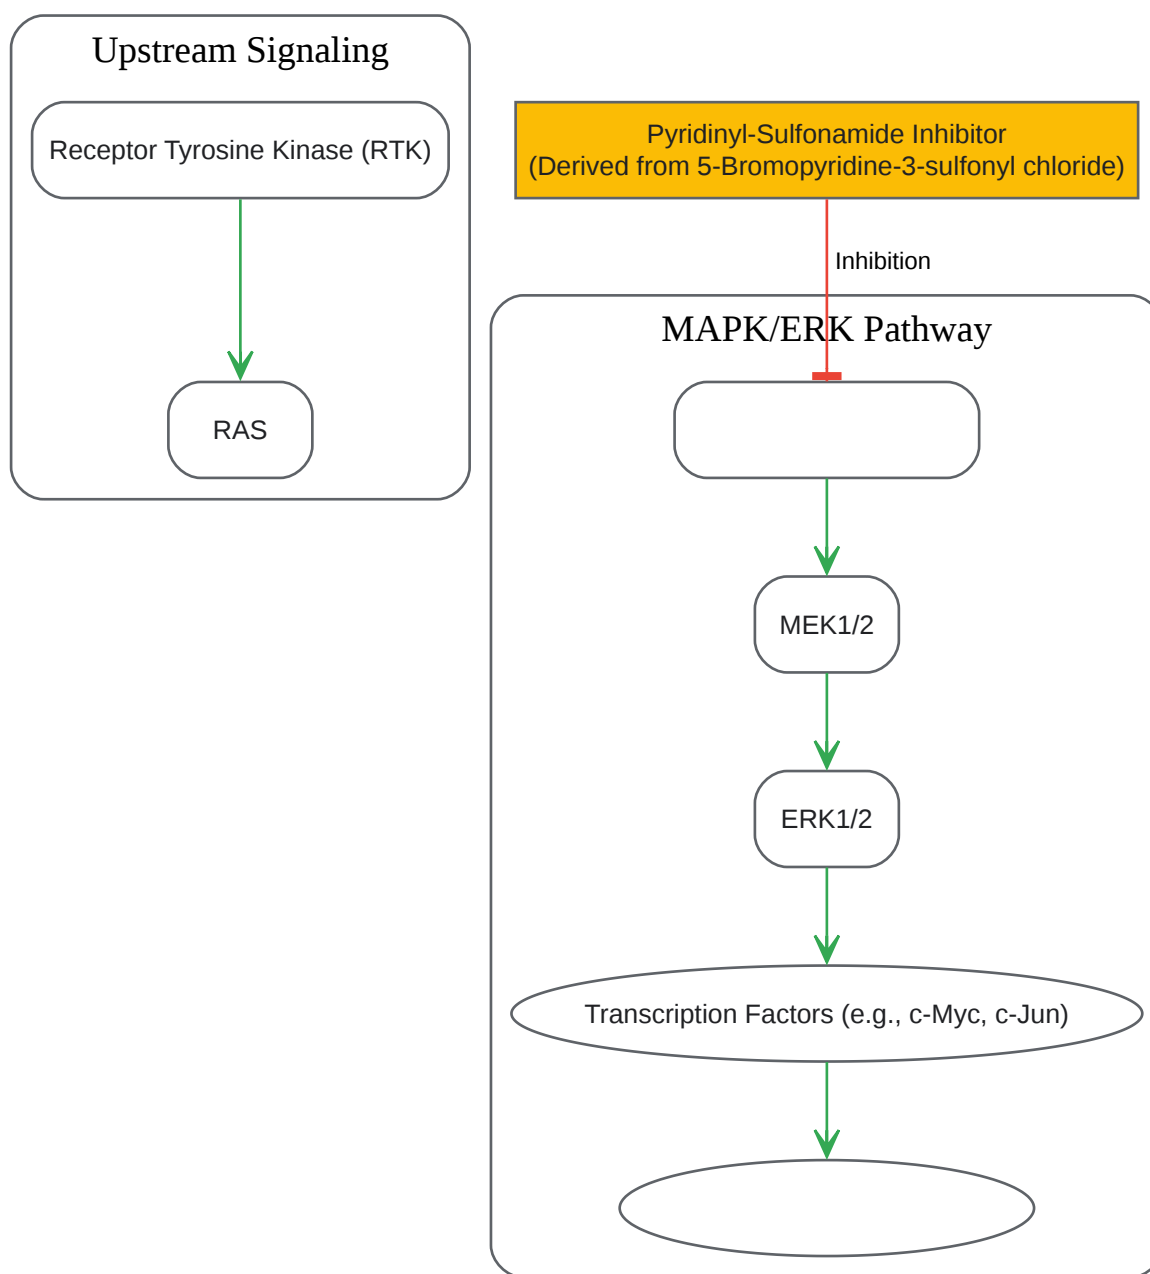 Upstream Signaling
Receptor Tyrosine Kinase (RTK)
RAS
Pyridinyl-Sulfonamide Inhibitor
(Derived from 5-Bromopyridine-3-sulfonyl chloride)
Inhibition
MAPK/ERK Pathway
MEK1/2
ERK1/2
Transcription Factors (e.g., c-Myc, c-Jun)